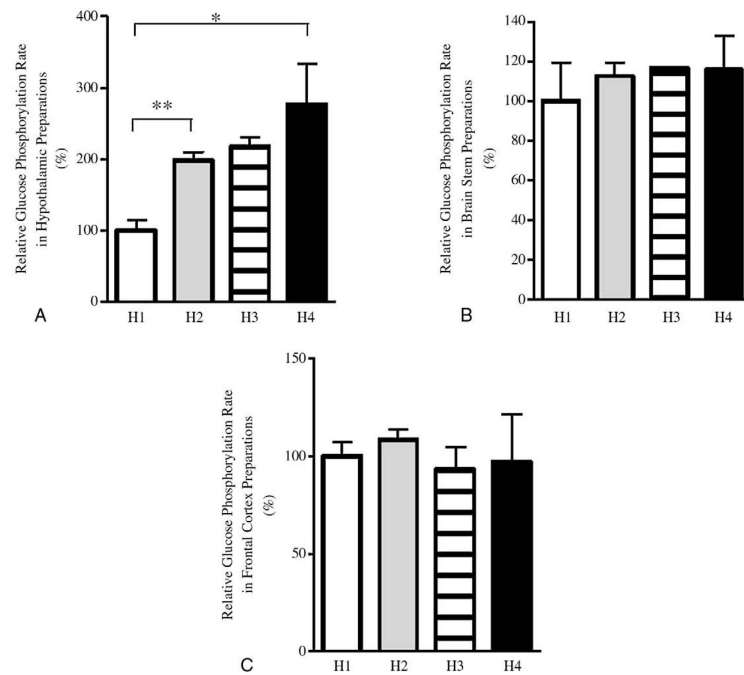 Relative Glucose Phosphorylation Rate
in Hypothalamic Preparations
(%)
400
300
200
100
0
*
**
H1 H2 H3 H4
A
Relative Glucose Phosphorylation Rate
in Brain Stem Preparations
(%)
140
120
100
80
60
40
20
0
H1 H2 H3 H4
B
Relative Glucose Phosphorylation Rate
in Frontal Cortex Preparations
(%)
150
100
50
0
H1 H2 H3 H4
C